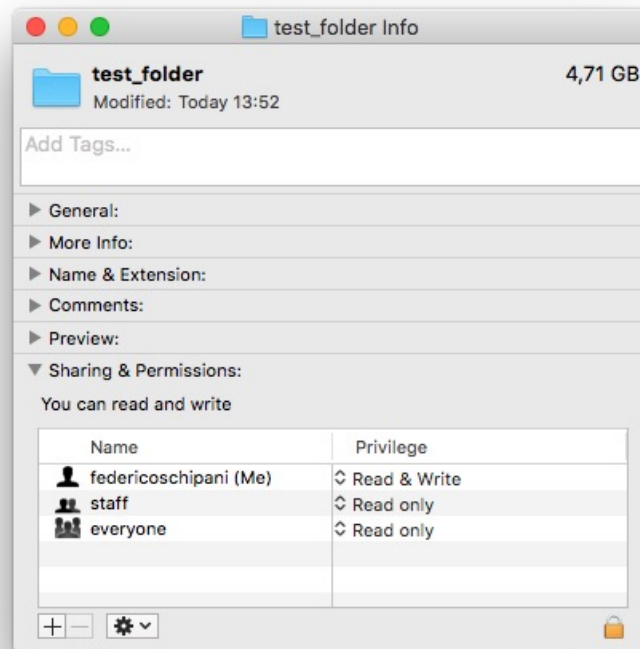 test_folder Info
test_folder 4,71 GB
Modified: Today 13:52
Add Tags...
General:
More Info:
Name & Extension:
Comments:
Preview:
Sharing & Permissions:
You can read and write
Name Privilege
federicoschipani (Me) Read & Write
staff Read only
everyone Read only